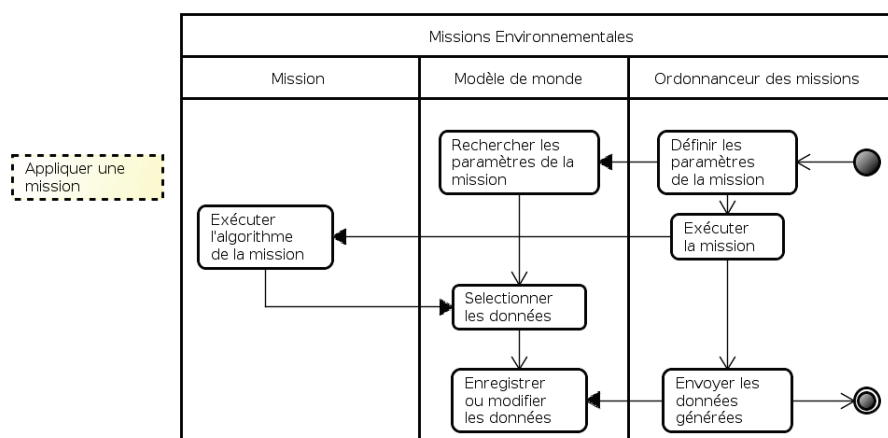 Missions Environnementales
Mission
Modèle de monde
Ordonnanceur des missions
Appliquer une
mission
Rechercher les
paramètres de la
mission
Définir les
paramètres
de la mission
Exécuter
l'algorithme
de la mission
Exécuter
la mission
Selectionner
les données
Enregistrer
ou modifier
les données
Envoyer les
données
générées